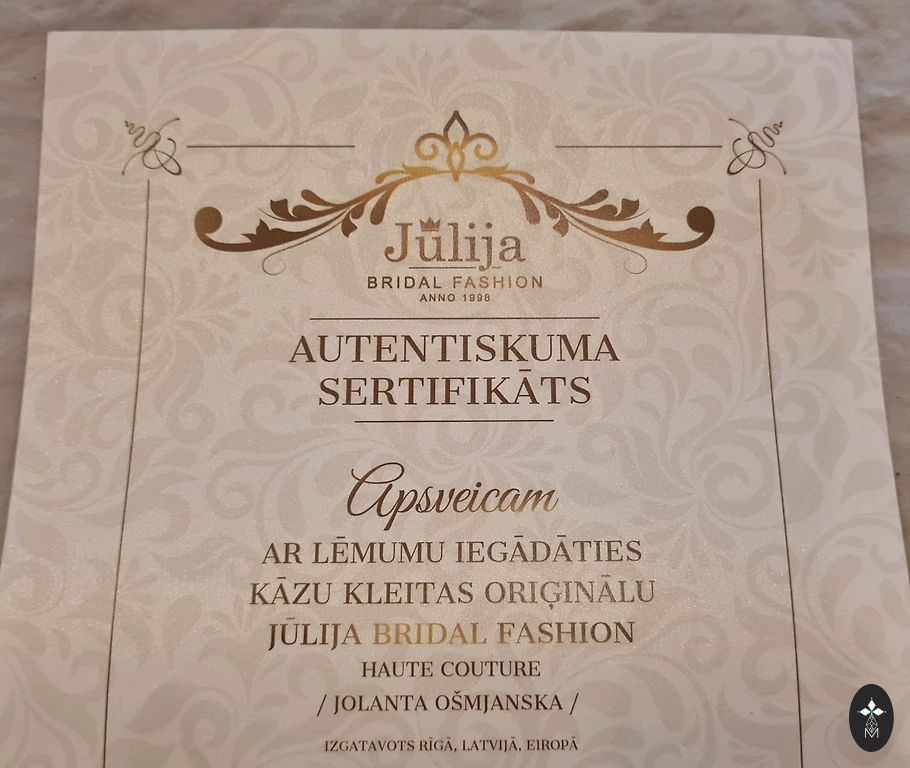 Jūlija
BRIDAL FASHION
ANNO 1998
AUTENTISKUMA
SERTIFIKĀTS
Apsveicam
AR LĒMUMU IEGĀDĀTIES
KĀZU KLEITAS ORIĢINĀLU
JŪLIJA BRIDAL FASHION
HAUTE COUTURE
/ JOLANTA OŠMJANSKA /
IZGATAVOTS RĪGĀ, LATVIJĀ, EIROPĀ
M